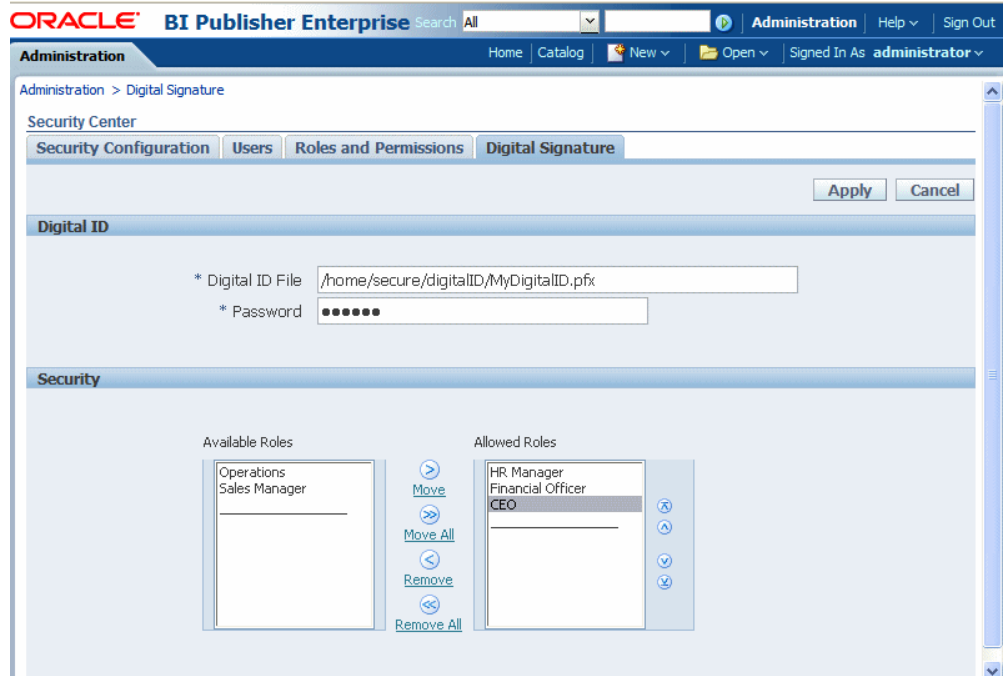 ORACLE BI Publisher Enterprise Search All Administration Help Sign Out
Administration Home Catalog New Open Signed In As administrator
Administration > Digital Signature
Security Center
Security Configuration Users Roles and Permissions Digital Signature
Apply Cancel
Digital ID
* Digital ID File /home/secure/digitalID/MyDigitalID.pfx
* Password ●●●●●●
Security
Available Roles
Operations
Sales Manager
Move
Move All
Remove
Remove All
Allowed Roles
HR Manager
Financial Officer
CEO